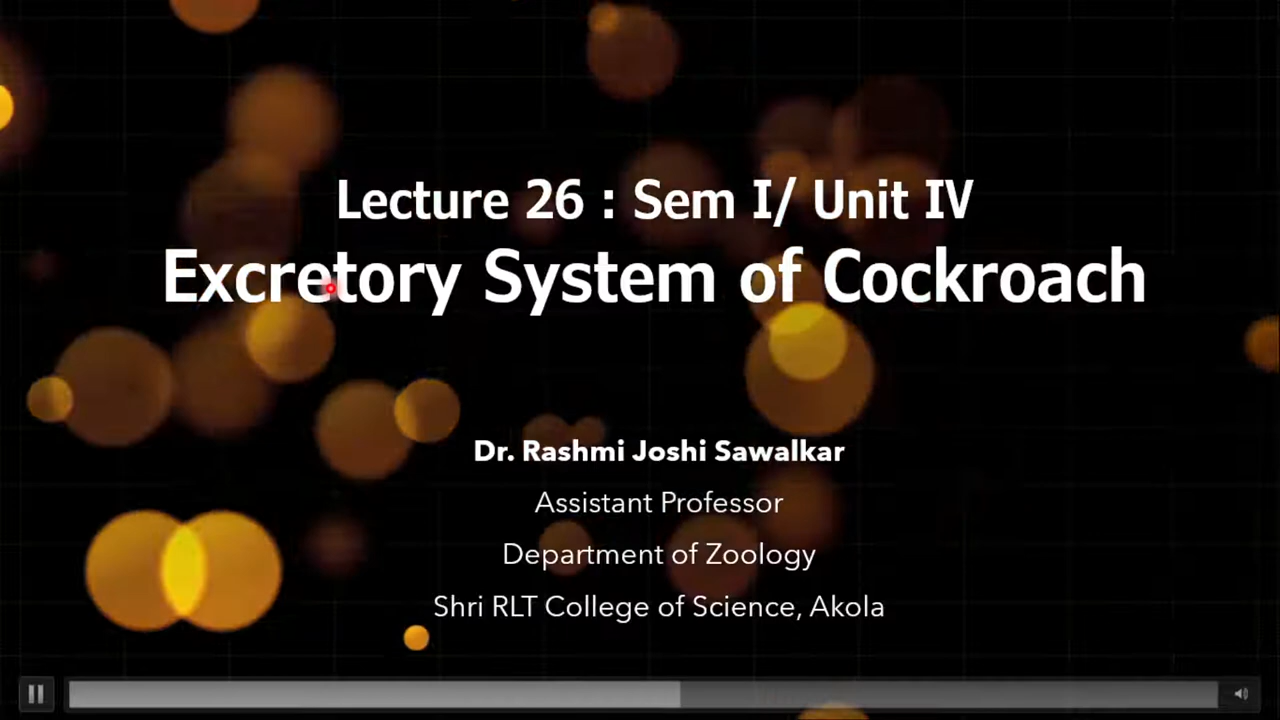 Lecture 26 : Sem I/ Unit IV
Excretory System of Cockroach
Dr. Rashmi Joshi Sawalkar
Assistant Professor
Department of Zoology
Shri RLT College of Science, Akola